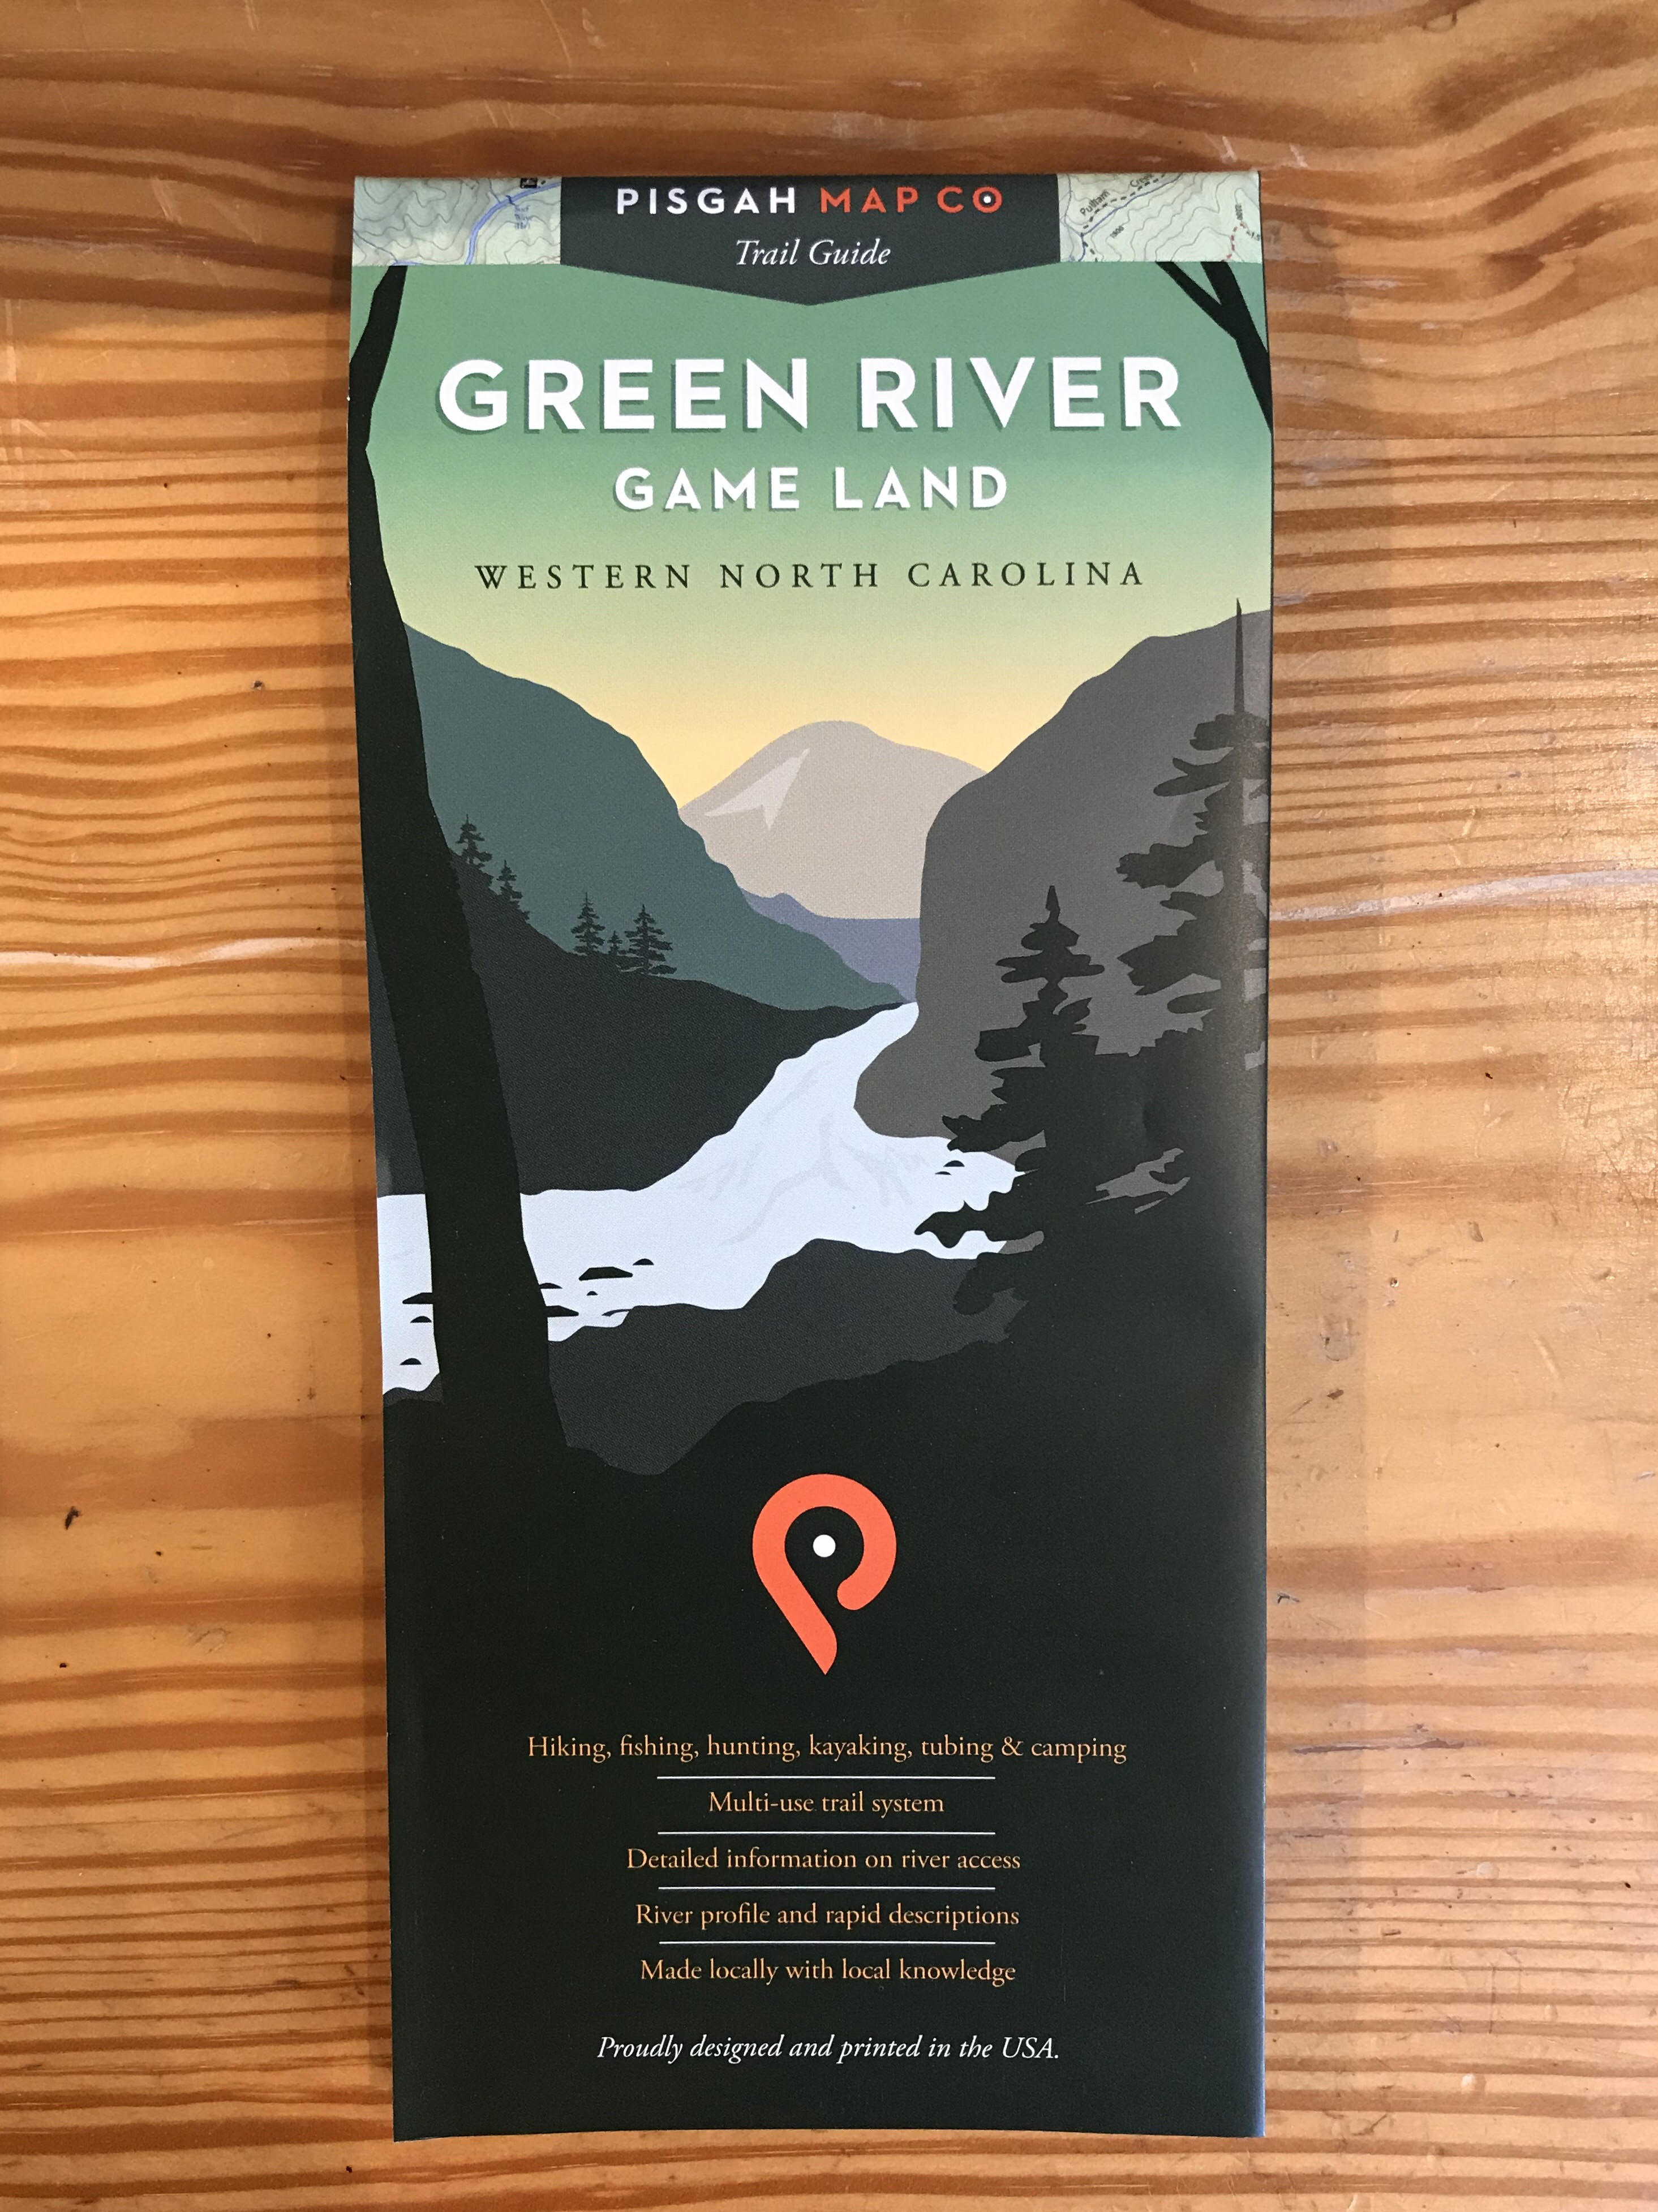 PISGAH MAP CO
Trail Guide
GREEN RIVER
GAME LAND
WESTERN NORTH CAROLINA
Hiking, fishing, hunting, kayaking, tubing & camping
Multi-use trail system
Detailed information on river access
River profile and rapid descriptions
Made locally with local knowledge
Proudly designed and printed in the USA.